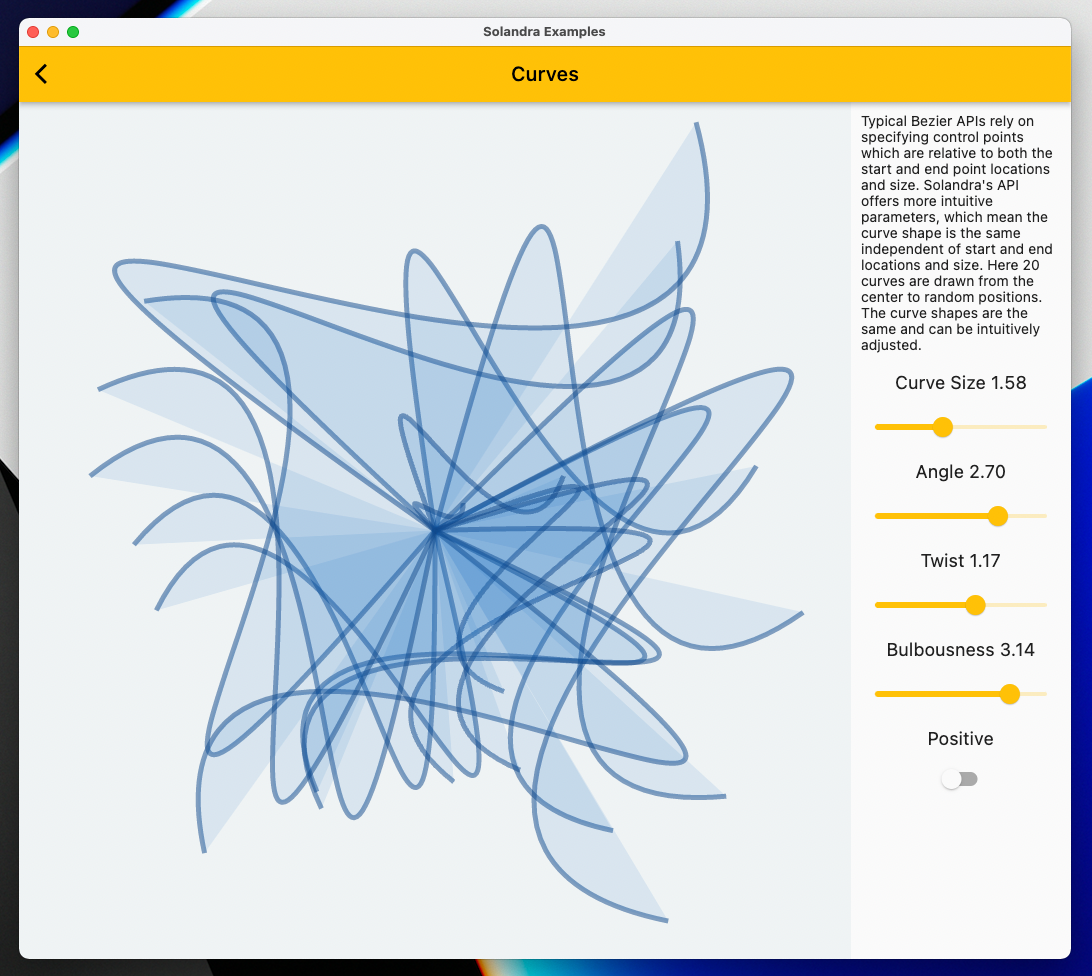 Solandra Examples
Curves
Typical Bezier APIs rely on
specifying control points
which are relative to both the
start and end point locations
and size. Solandra's API
offers more intuitive
parameters, which mean the
curve shape is the same
independent of start and end
locations and size. Here 20
curves are drawn from the
center to random positions.
The curve shapes are the
same and can be intuitively
adjusted.
Curve Size 1.58
Angle 2.70
Twist 1.17
Bulbousness 3.14
Positive